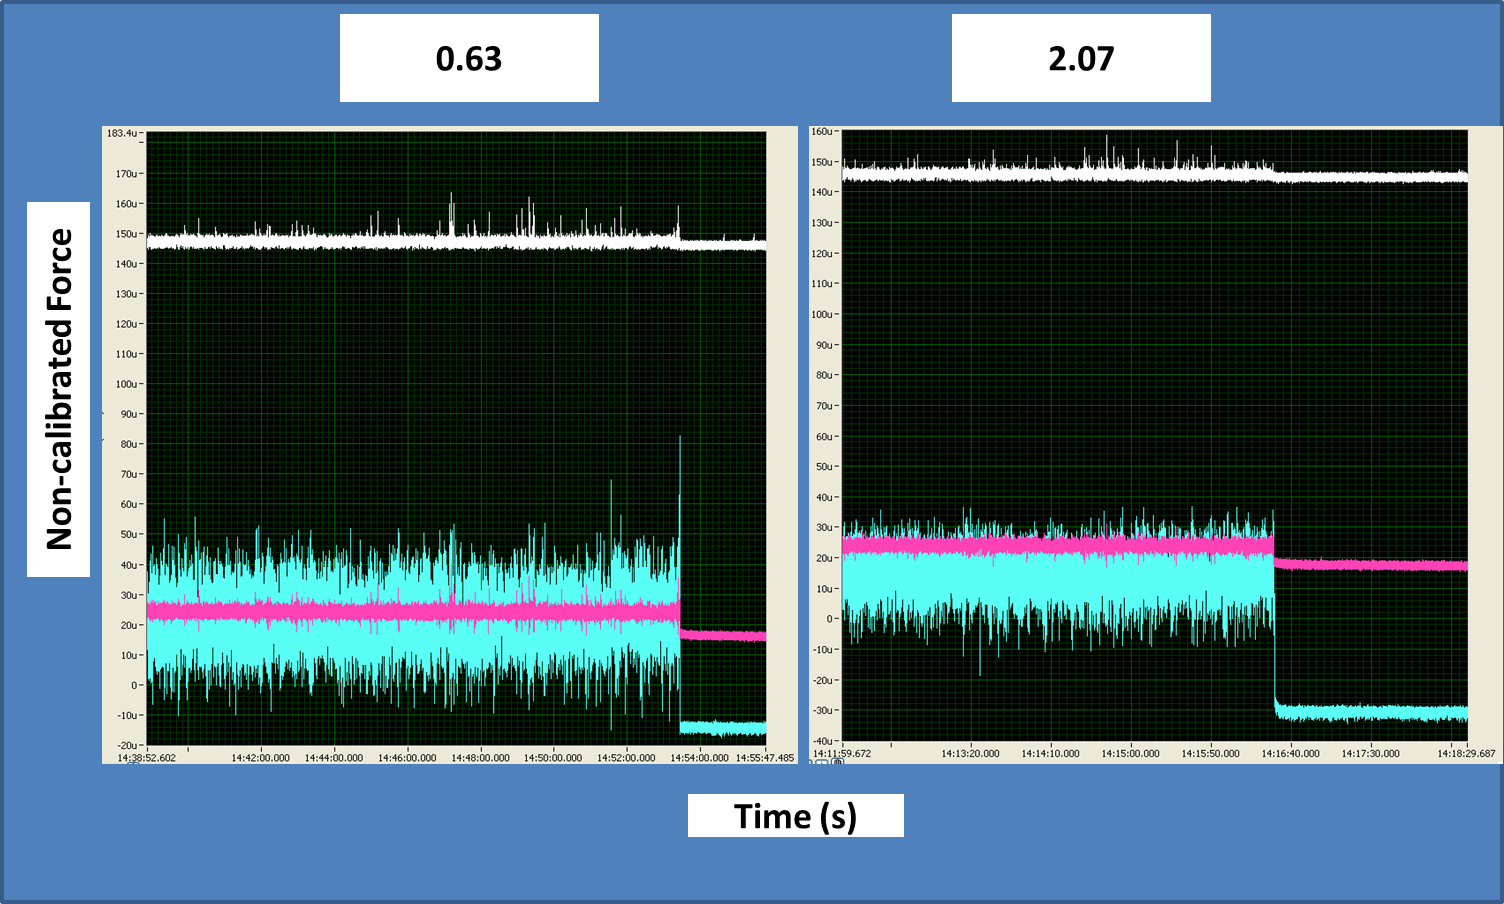 0.63
2.07
Non-calibrated Force
183.4u
170u
160u
150u
140u
130u
120u
110u
100u
90u
80u
70u
60u
50u
40u
30u
20u
10u
0
-10u
-20u
14:38:52.602 14:42:00.000 14:44:00.000 14:46:00.000 14:48:00.000 14:50:00.000 14:52:00.000 14:54:00.000 14:55:47.485
160u
150u
140u
130u
120u
110u
100u
90u
80u
70u
60u
50u
40u
30u
20u
10u
0
-10u
-20u
-30u
-40u
14:11:59.672 14:13:20.000 14:14:10.000 14:15:00.000 14:15:50.000 14:16:40.000 14:17:30.000 14:18:29.687
Time (s)